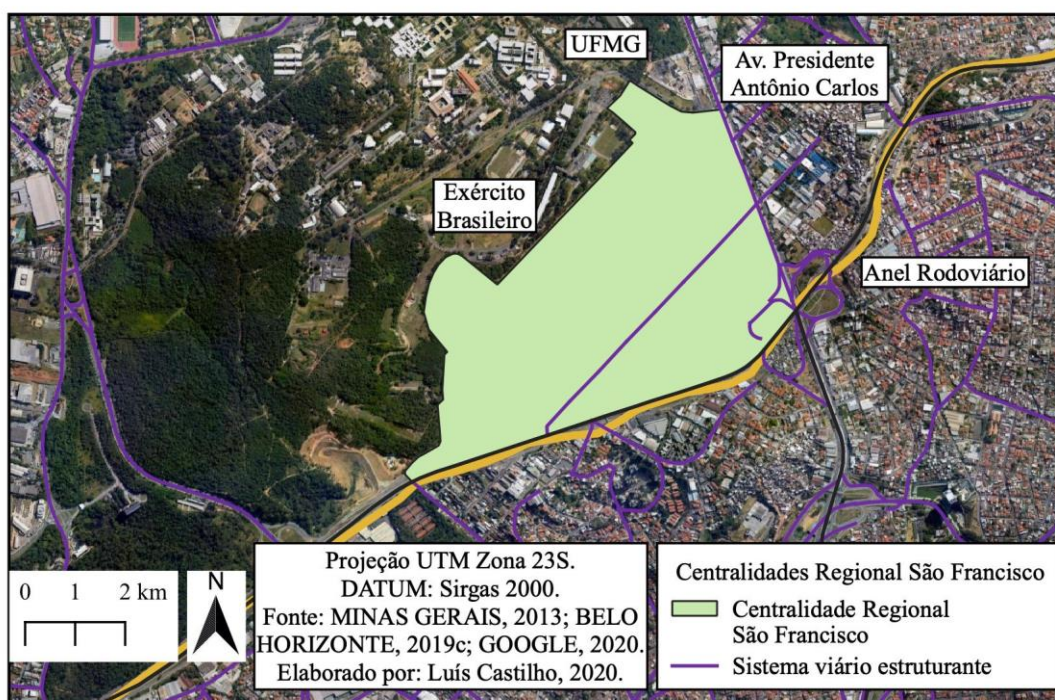 UFMG
Av. Presidente
Antônio Carlos
Exército
Brasileiro
Anel Rodoviário
0 1 2 km
N
Projeção UTM Zona 23S.
DATUM: Sirgas 2000.
Fonte: MINAS GERAIS, 2013; BELO
HORIZONTE, 2019c; GOOGLE, 2020.
Elaborado por: Luís Castilho, 2020.
Centralidades Regional São Francisco
Centralidade Regional
São Francisco
Sistema viário estruturante